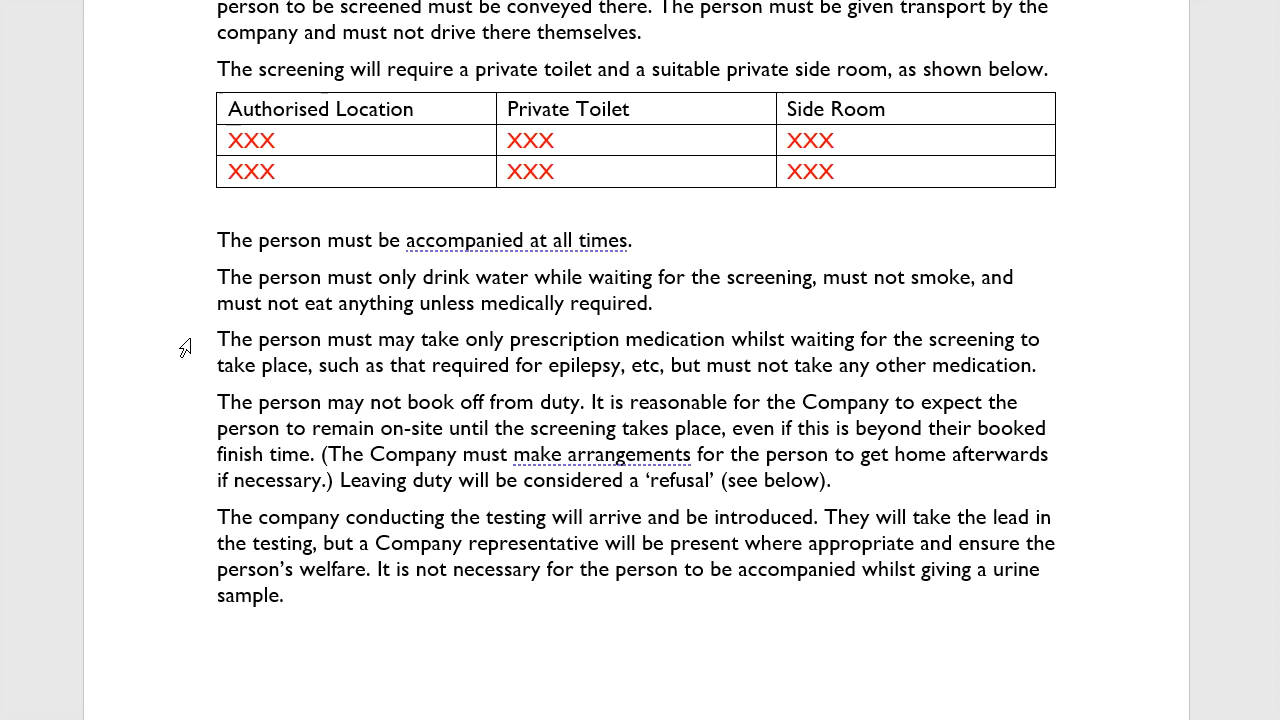 person to be screened must be conveyed there. The person must be given transport by the
company and must not drive there themselves.
The screening will require a private toilet and a suitable private side room, as shown below.
Authorised Location Private Toilet Side Room
XXX XXX XXX
XXX XXX XXX
The person must be accompanied at all times.
The person must only drink water while waiting for the screening, must not smoke, and
must not eat anything unless medically required.
The person must may take only prescription medication whilst waiting for the screening to
take place, such as that required for epilepsy, etc, but must not take any other medication.
The person may not book off from duty. It is reasonable for the Company to expect the
person to remain on-site until the screening takes place, even if this is beyond their booked
finish time. (The Company must make arrangements for the person to get home afterwards
if necessary.) Leaving duty will be considered a ‘refusal’ (see below).
The company conducting the testing will arrive and be introduced. They will take the lead in
the testing, but a Company representative will be present where appropriate and ensure the
person’s welfare. It is not necessary for the person to be accompanied whilst giving a urine
sample.